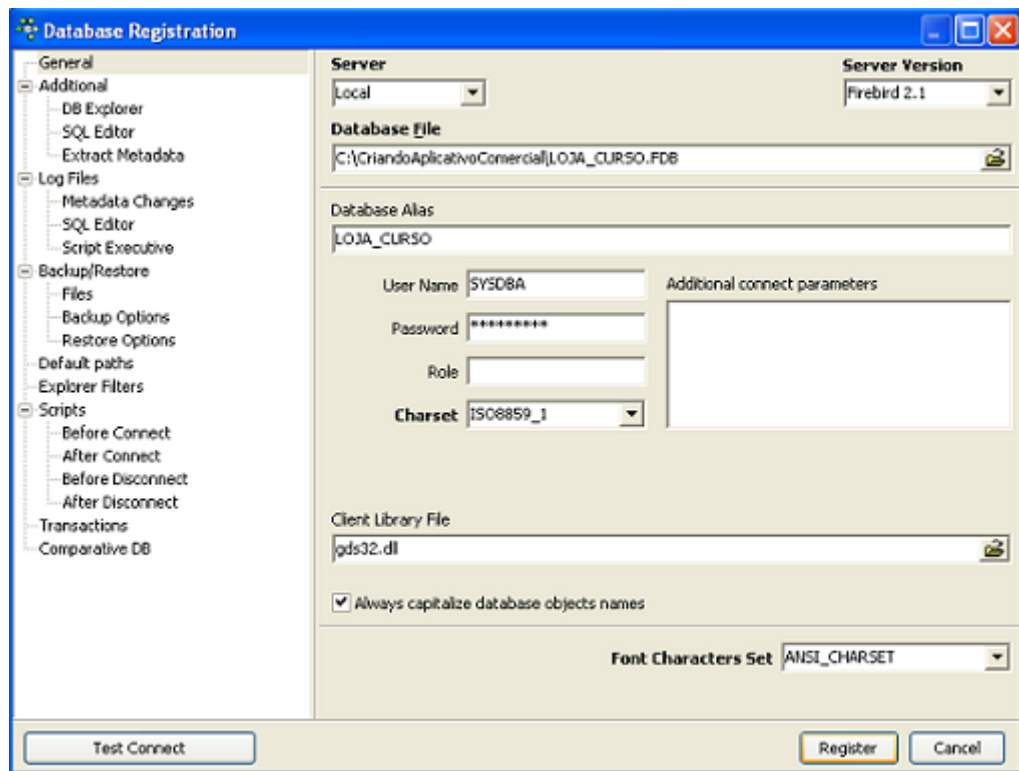 Database Registration
General
Additional
DB Explorer
SQL Editor
Extract Metadata
Log Files
Metadata Changes
SQL Editor
Script Executive
Backup/Restore
Files
Backup Options
Restore Options
Default paths
Explorer Filters
Scripts
Before Connect
After Connect
Before Disconnect
After Disconnect
Transactions
Comparative DB
Server Server Version
Local Firebird 2.1
Database File
C:\CriandoAplicativoComercial\LOJA_CURSO.FDB
Database Alias
LOJA_CURSO
User Name SYSDBA
Password *********
Role
Charset ISO8859_1
Additional connect parameters
Client Library File
gds32.dll
Always capitalize database objects names
Font Characters Set ANSI_CHARSET
Test Connect Register Cancel